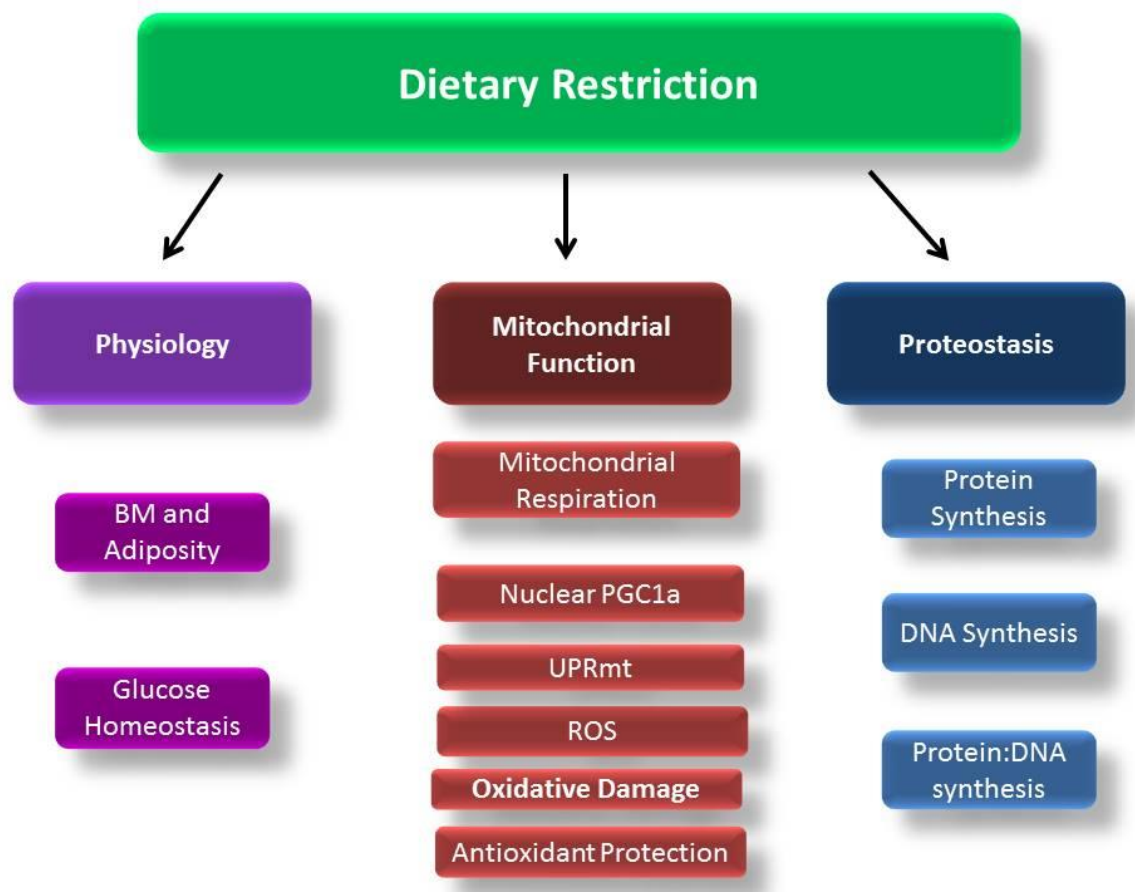 Dietary Restriction
Physiology
BM and
Adiposity
Glucose
Homeostasis
Mitochondrial
Function
Mitochondrial
Respiration
Nuclear PGC1a
UPRmt
ROS
Oxidative Damage
Antioxidant Protection
Proteostasis
Protein
Synthesis
DNA Synthesis
Protein:DNA
synthesis